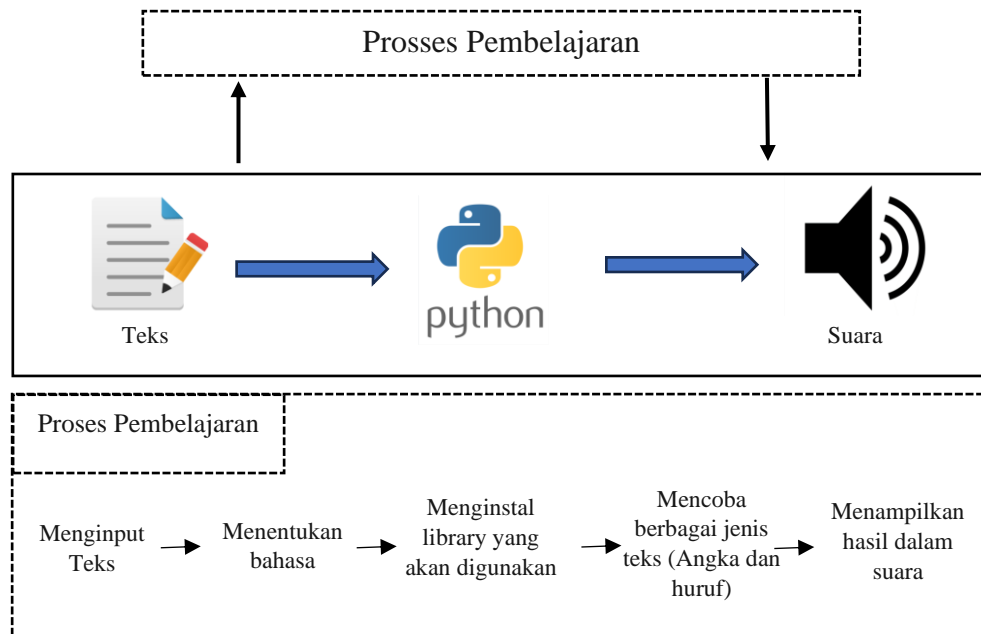 Prosses Pembelajaran
python
Teks
Suara
Proses Pembelajaran
Menginput
Teks
Menentukan
bahasa
Menginstal
library yang
akan digunakan
Mencoba
berbagai jenis
teks (Angka dan
huruf)
Menampilkan
hasil dalam
suara